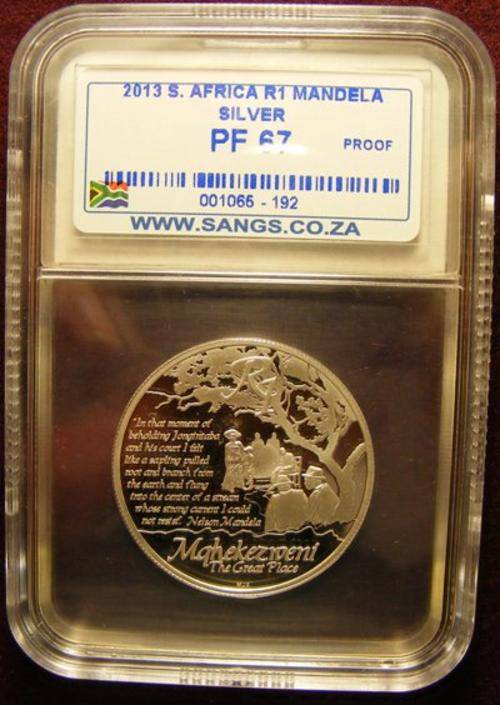 2013 S. AFRICA R1 MANDELA
SILVER
PF 67 PROOF
001065 - 192
WWW.SANGS.CO.ZA
"In that moment of
beholding Jongintaba
and his court I felt
like a sapling pulled
root and branch from
the earth and flung
into the center of a stream
whose strong current I could
not resist". Nelson Mandela
Mqhekezweni
The Great Place